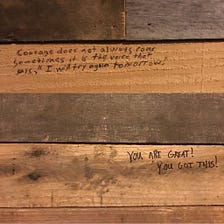 Courage does not always roar
sometimes it is the voice that
says, "I will try again tomorrow!
YOU ARE GREAT!
YOU GOT THIS!